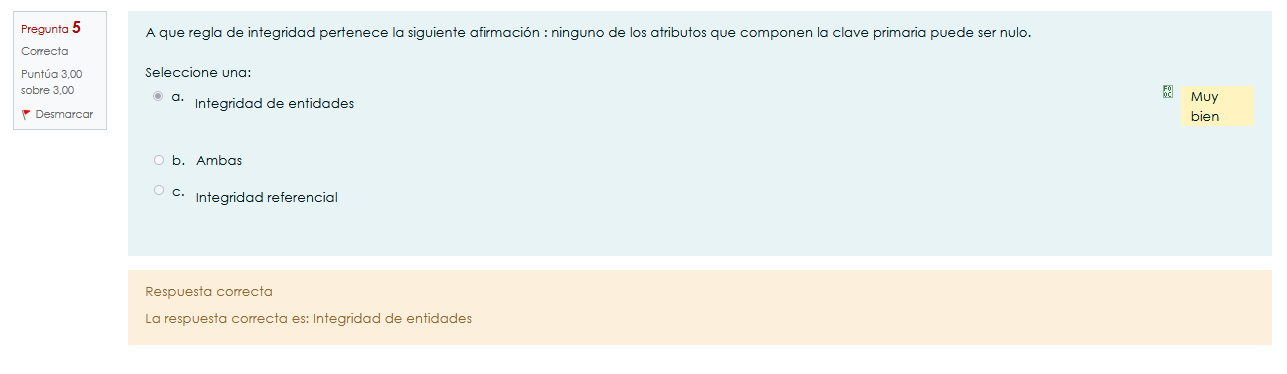 Pregunta 5
Correcta
Puntúa 3,00
sobre 3,00
Desmarcar
A que regla de integridad pertenece la siguiente afirmación : ninguno de los atributos que componen la clave primaria puede ser nulo.
Seleccione una:
a. Integridad de entidades
Muy
bien
b. Ambas
c. Integridad referencial
Respuesta correcta
La respuesta correcta es: Integridad de entidades